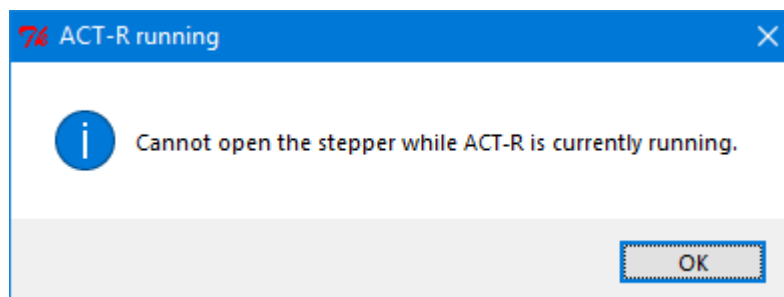 ACT-R running
Cannot open the stepper while ACT-R is currently running.
OK